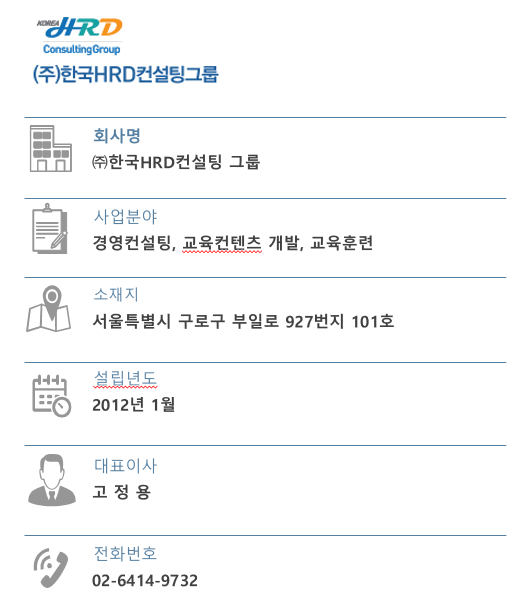 KOREA HRD
Consulting Group
(주)한국HRD컨설팅그룹
회사명
㈜한국HRD컨설팅 그룹
사업분야
경영컨설팅, 교육컨텐츠 개발, 교육훈련
소재지
서울특별시 구로구 부일로 927번지 101호
설립년도
2012년 1월
대표이사
고 정 용
전화번호
02-6414-9732